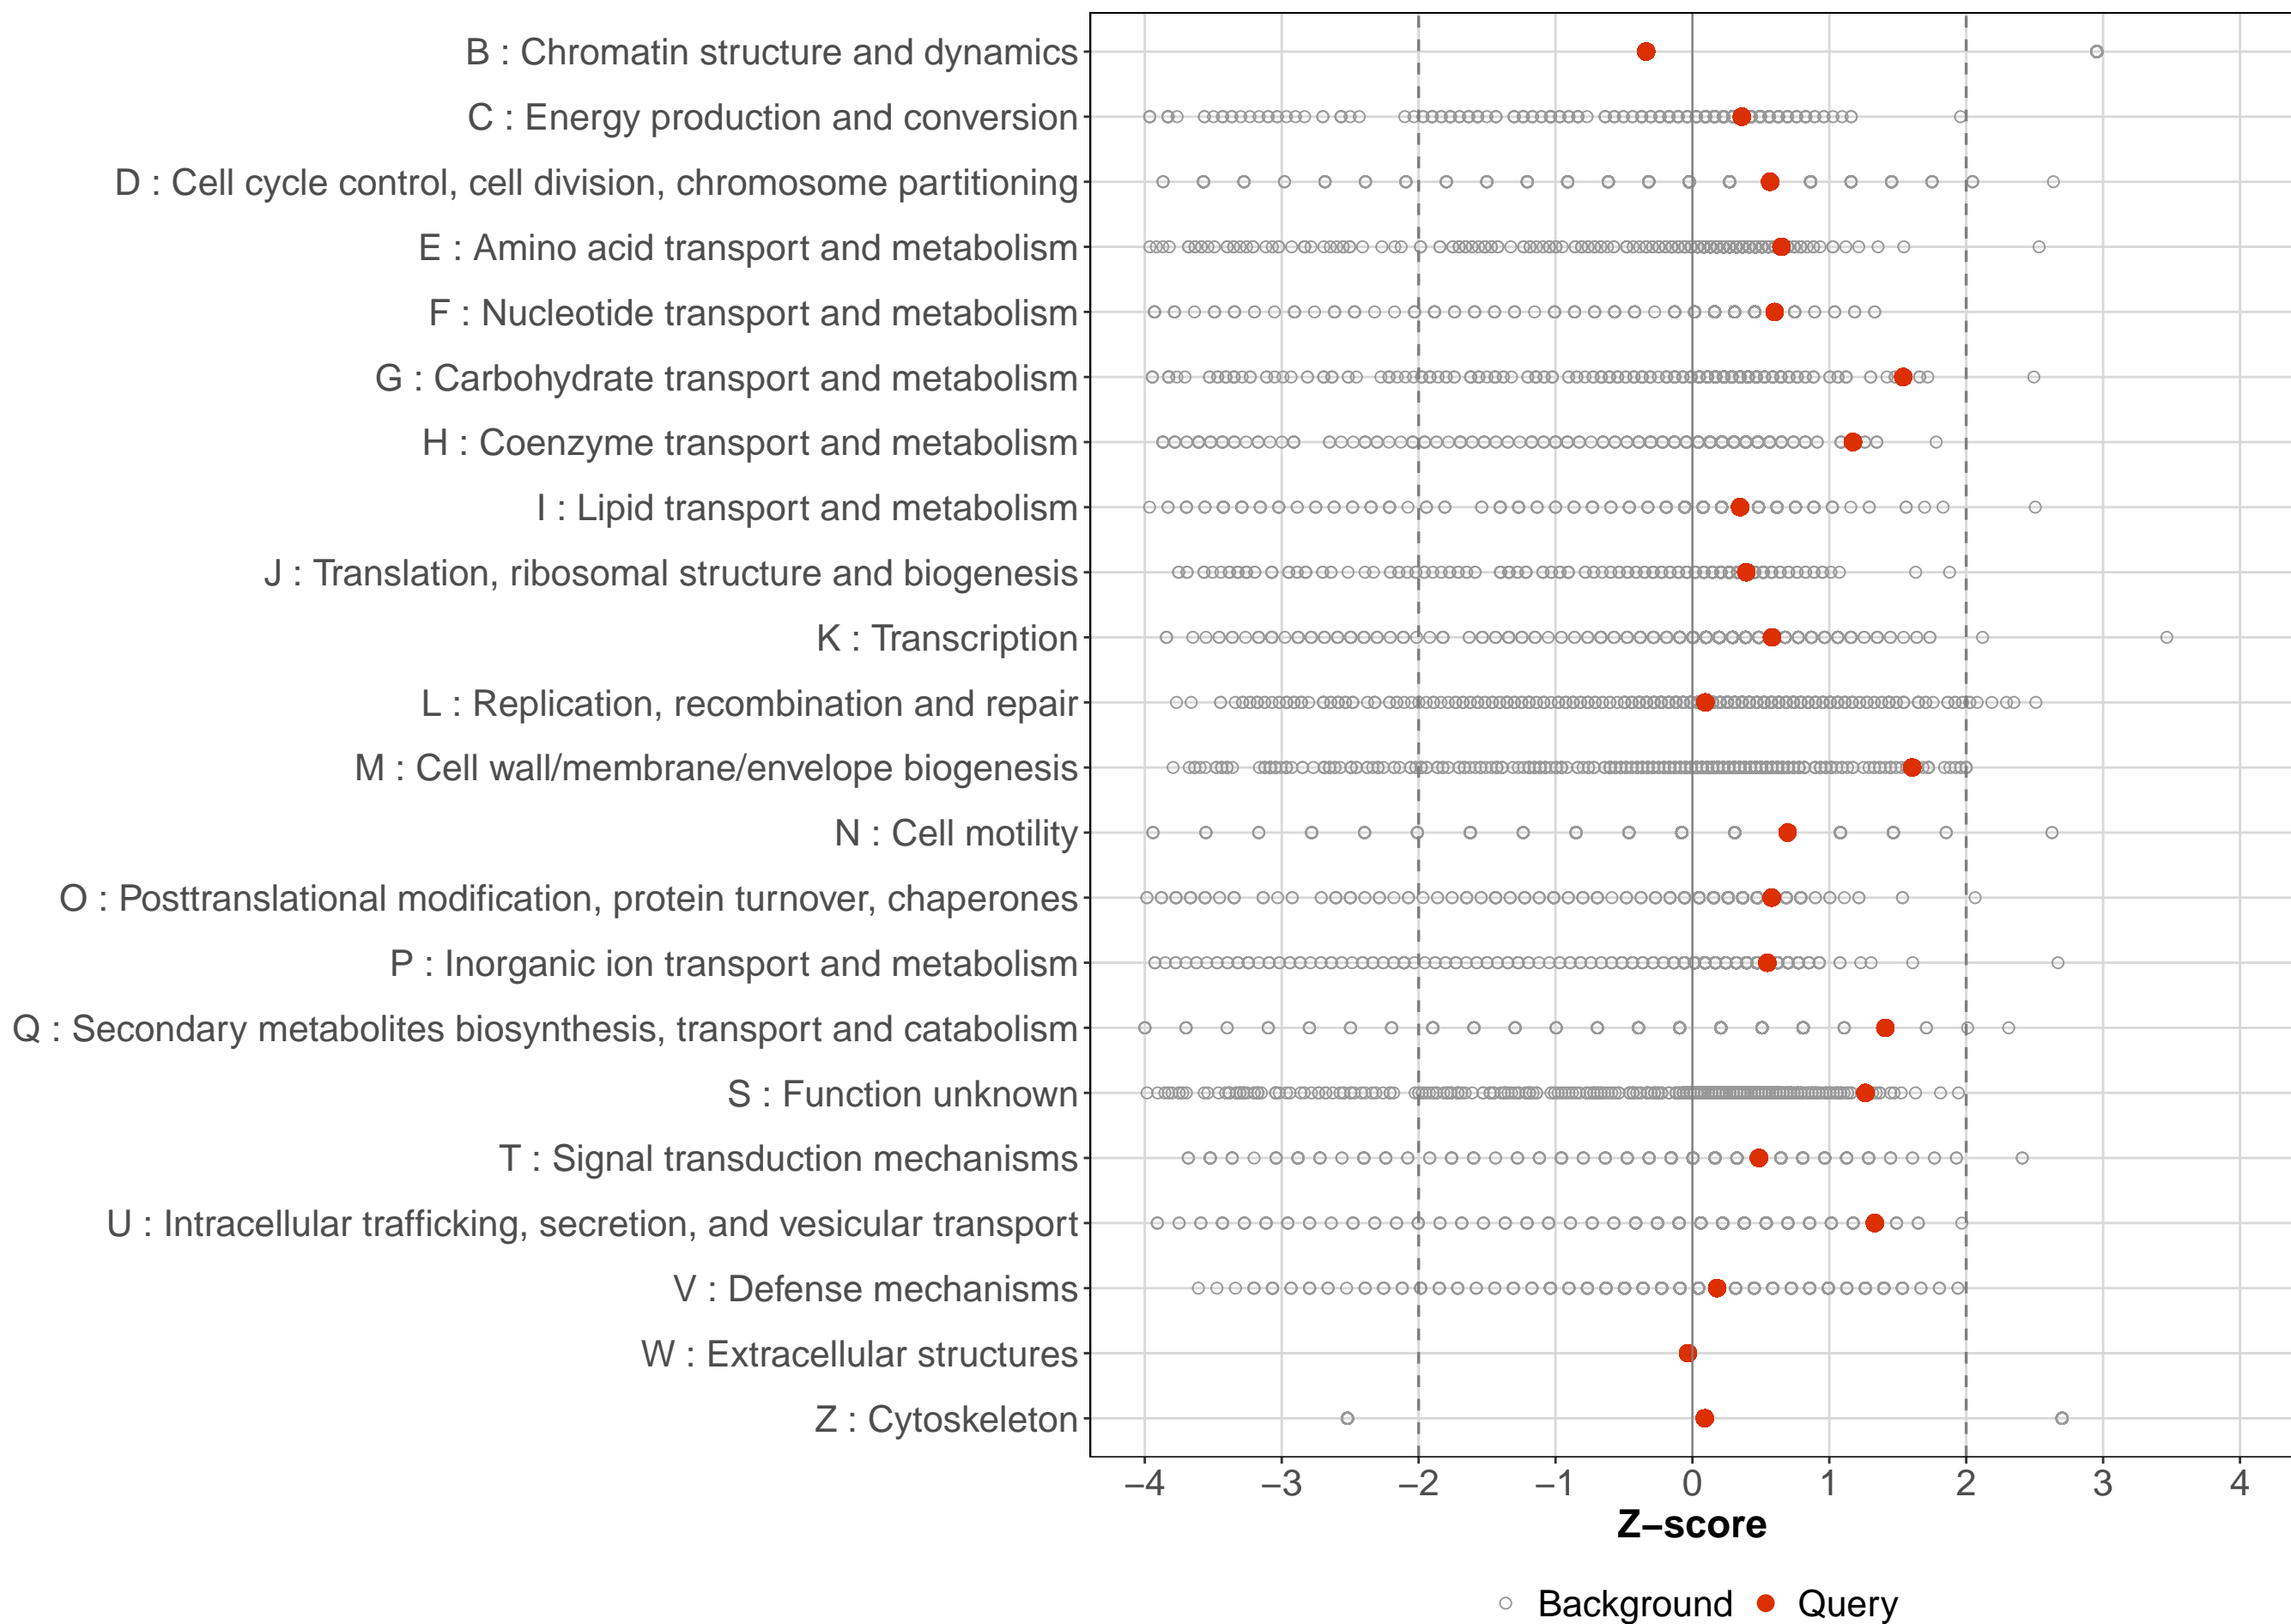 B : Chromatin structure and dynamics
C : Energy production and conversion
D : Cell cycle control, cell division, chromosome partitioning
E : Amino acid transport and metabolism
F : Nucleotide transport and metabolism
G : Carbohydrate transport and metabolism
H : Coenzyme transport and metabolism
I : Lipid transport and metabolism
J : Translation, ribosomal structure and biogenesis
K : Transcription
L : Replication, recombination and repair
M : Cell wall/membrane/envelope biogenesis
N : Cell motility
O : Posttranslational modification, protein turnover, chaperones
P : Inorganic ion transport and metabolism
Q : Secondary metabolites biosynthesis, transport and catabolism
S : Function unknown
T : Signal transduction mechanisms
U : Intracellular trafficking, secretion, and vesicular transport
V : Defense mechanisms
W : Extracellular structures
Z : Cytoskeleton
−4 −3 −2 −1 0 1 2 3 4
Z−score
Background Query